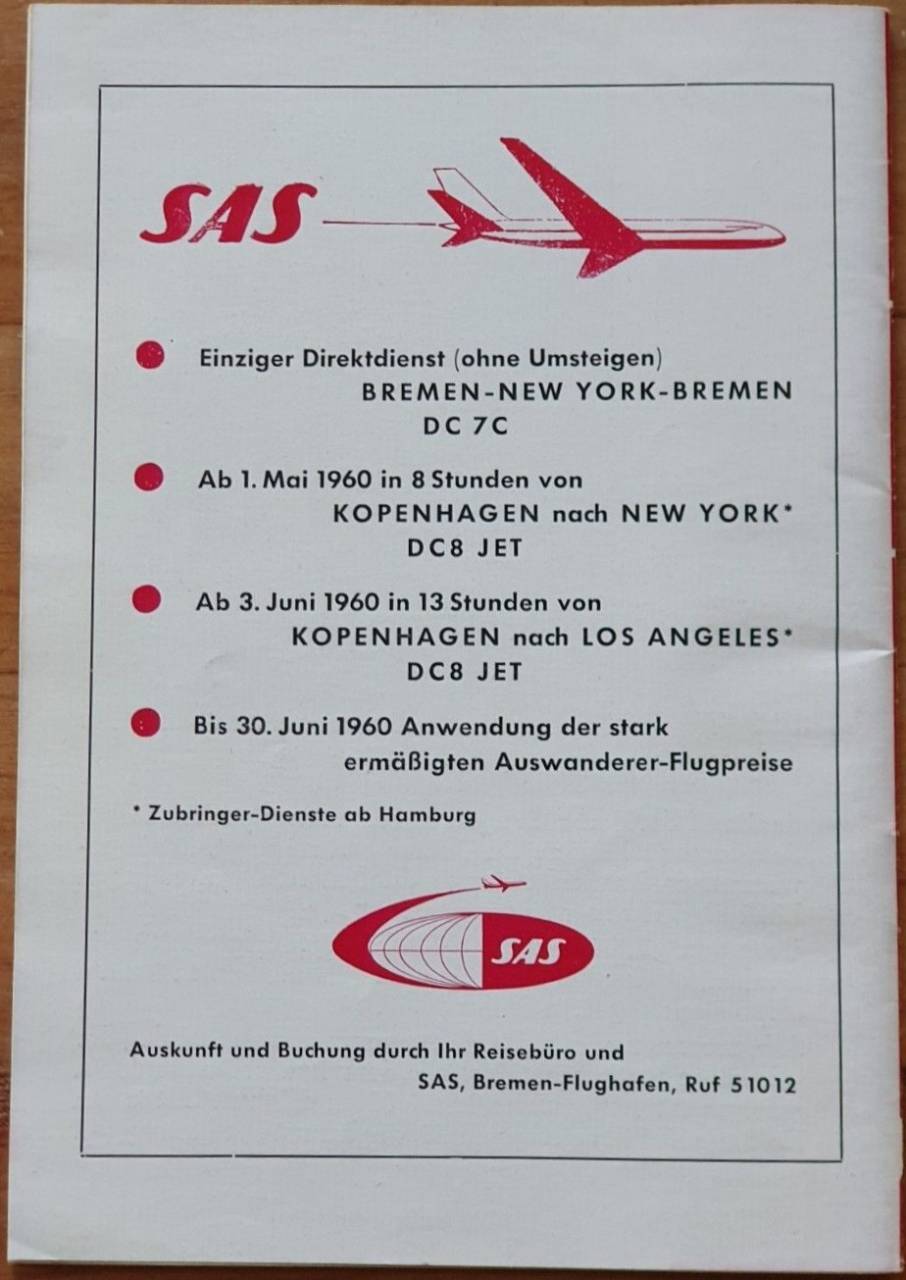 SAS
Einziger Direktdienst (ohne Umsteigen)
BREMEN-NEW YORK-BREMEN
DC 7C
Ab 1. Mai 1960 in 8 Stunden von
KOPENHAGEN nach NEW YORK*
DC8 JET
Ab 3. Juni 1960 in 13 Stunden von
KOPENHAGEN nach LOS ANGELES*
DC8 JET
Bis 30. Juni 1960 Anwendung der stark
ermäßigten Auswanderer-Flugpreise
* Zubringer-Dienste ab Hamburg
SAS
Auskunft und Buchung durch Ihr Reisebüro und
SAS, Bremen-Flughafen, Ruf 51012